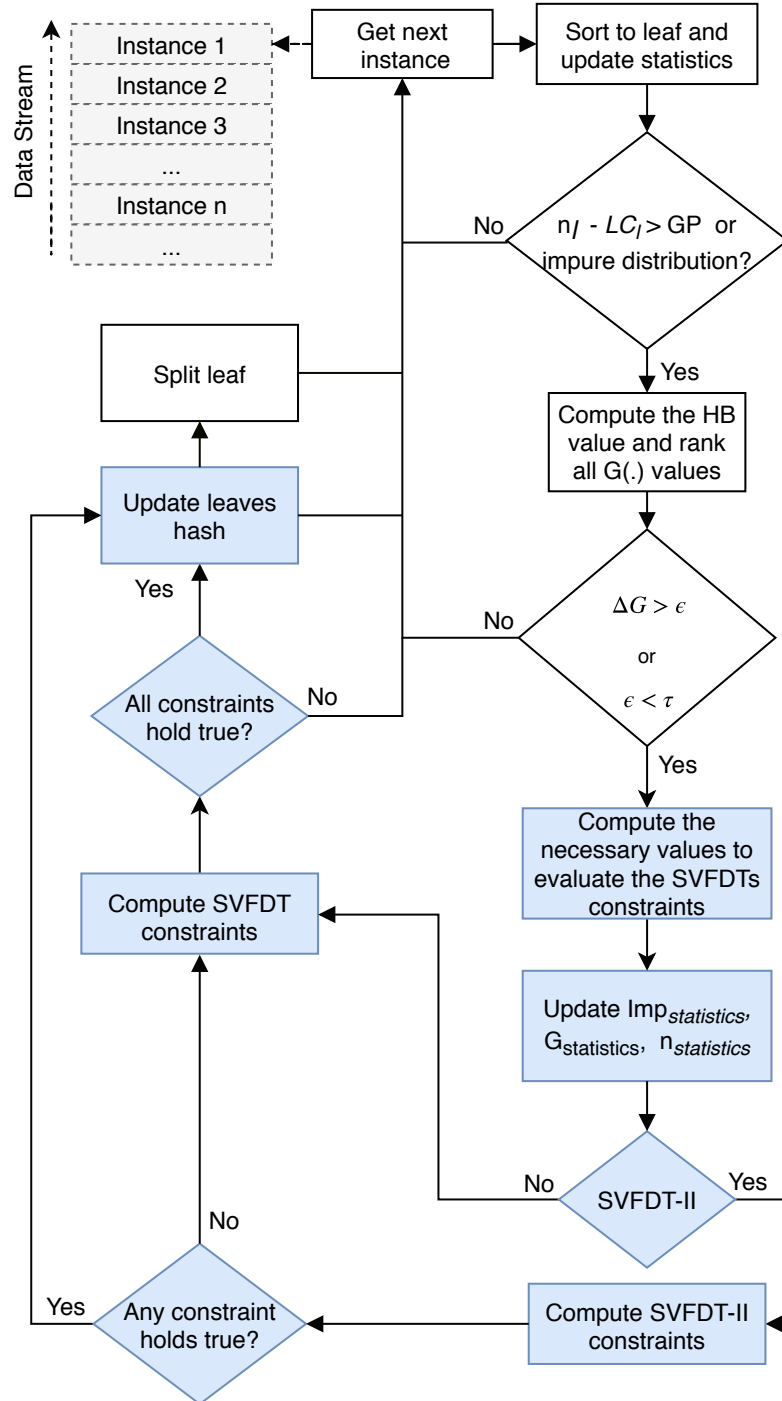 Data Stream
Instance 1
Instance 2
Instance 3
...
Instance n
...
Get next
instance
Sort to leaf and
update statistics
n_l - LC_l > GP or
impure distribution?
No
Yes
Compute the HB
value and rank
all G(.) values
ΔG > ϵ
or
ϵ < τ
No
Yes
Compute the
necessary values to
evaluate the SVFDTs
constraints
Update Imp_statistics,
G_statistics, n_statistics
SVFDT-II
No
Yes
Compute SVFDT-II
constraints
Any constraint
holds true?
Yes
No
Compute SVFDT
constraints
All constraints
hold true?
No
Yes
Update leaves
hash
Split leaf